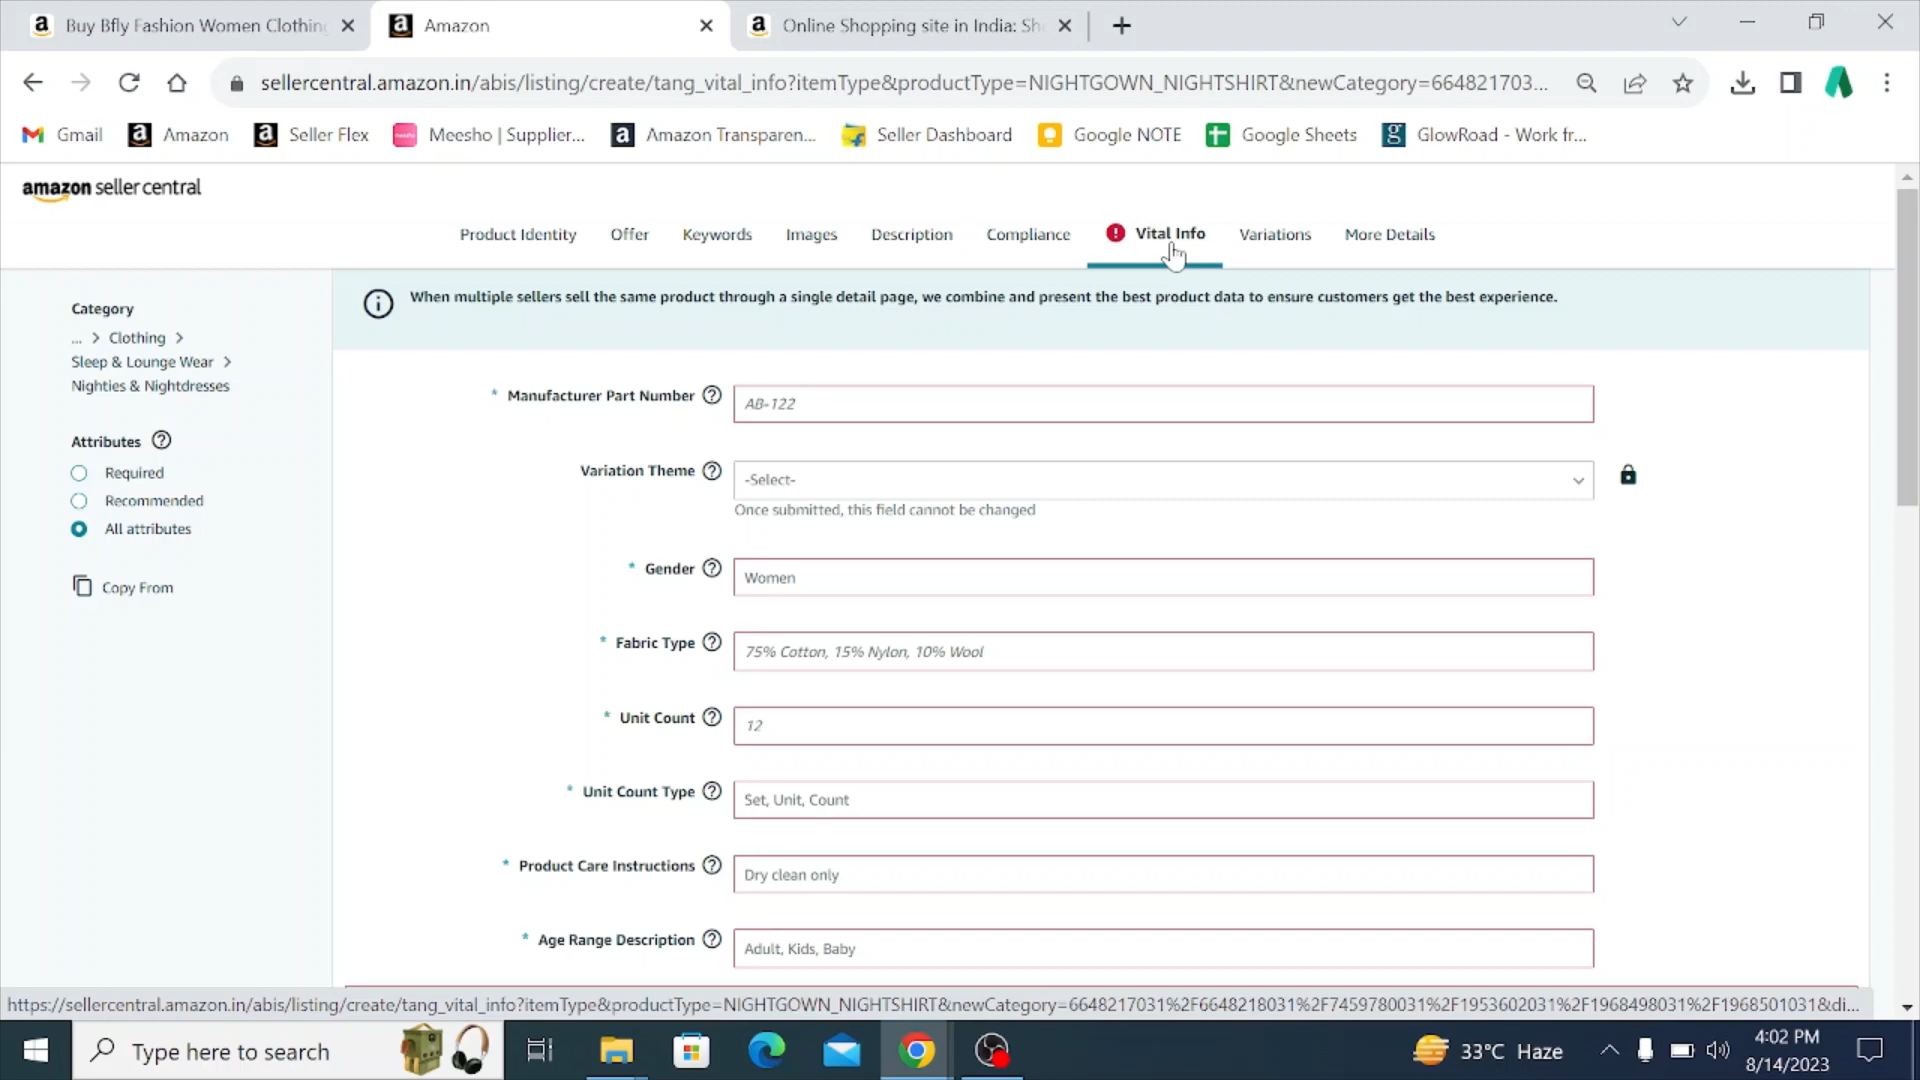 Buy Bfly Fashion Women Clothing
Amazon
Online Shopping site in India: Sh
sellercentral.amazon.in/abis/listing/create/tang_vital_info?itemType&productType=NIGHTGOWN_NIGHTSHIRT&newCategory=664821703...
Gmail
Amazon
Seller Flex
Meesho | Supplier...
Amazon Transparen...
Seller Dashboard
Google NOTE
Google Sheets
GlowRoad - Work fr...
amazon seller central
Product Identity
Offer
Keywords
Images
Description
Compliance
Vital Info
Variations
More Details
When multiple sellers sell the same product through a single detail page, we combine and present the best product data to ensure customers get the best experience.
Category
... > Clothing >
Sleep & Lounge Wear >
Nighties & Nightdresses
Attributes
Required
Recommended
All attributes
Copy From
* Manufacturer Part Number
AB-122
Variation Theme
-Select-
Once submitted, this field cannot be changed
* Gender
Women
* Fabric Type
75% Cotton, 15% Nylon, 10% Wool
* Unit Count
12
* Unit Count Type
Set, Unit, Count
* Product Care Instructions
Dry clean only
* Age Range Description
Adult, Kids, Baby
https://sellercentral.amazon.in/abis/listing/create/tang_vital_info?itemType&productType=NIGHTGOWN_NIGHTSHIRT&newCategory=6648217031%2F6648218031%2F7459780031%2F1953602031%2F1968498031%2F1968501031&di...
Type here to search
33°C Haze
4:02 PM
8/14/2023